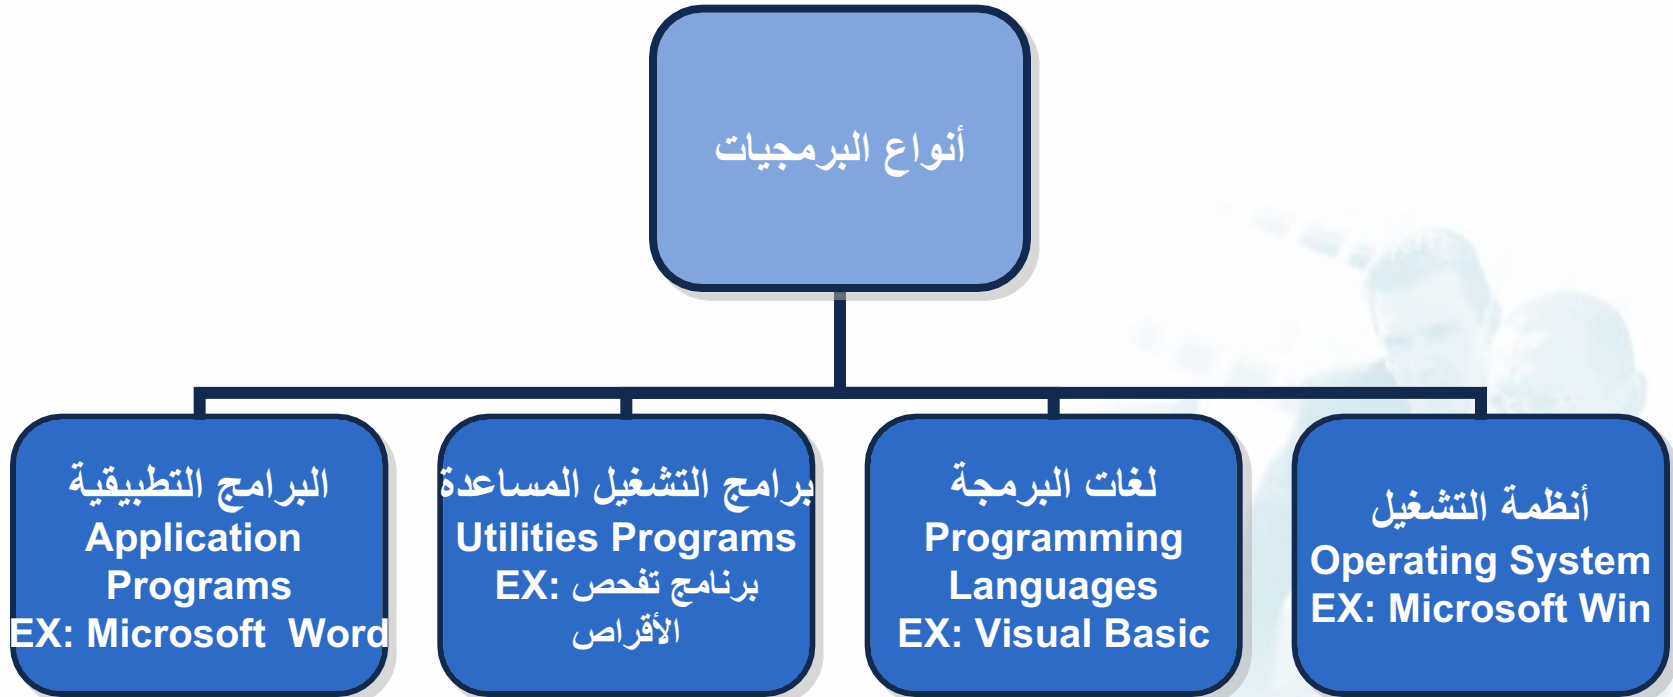 أنواع البرمجيات
أنظمة التشغيل
Operating System
EX: Microsoft Win
لغات البرمجة
Programming
Languages
EX: Visual Basic
برامج التشغيل المساعدة
Utilities Programs
EX: برنامج تفحص
الأقراص
البرامج التطبيقية
Application
Programs
EX: Microsoft Word